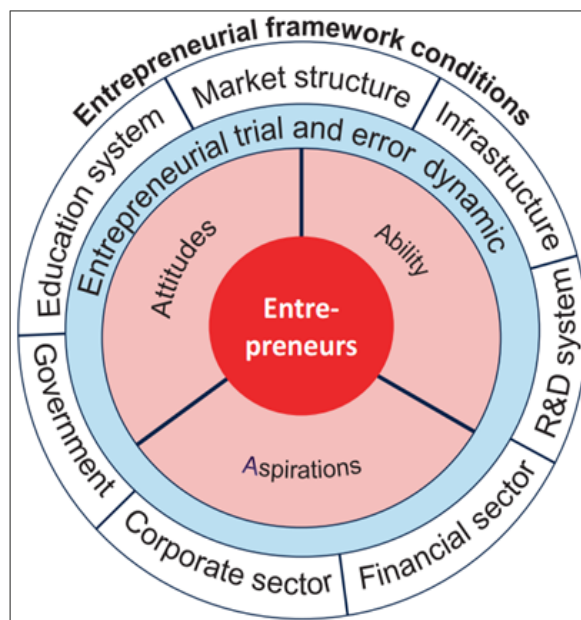 Entrepreneurial framework conditions
Market structure
Infrastructure
R&D system
Financial sector
Corporate sector
Government
Education system
Entrepreneurial trial and error dynamic
Attitudes
Ability
Aspirations
Entre-
preneurs